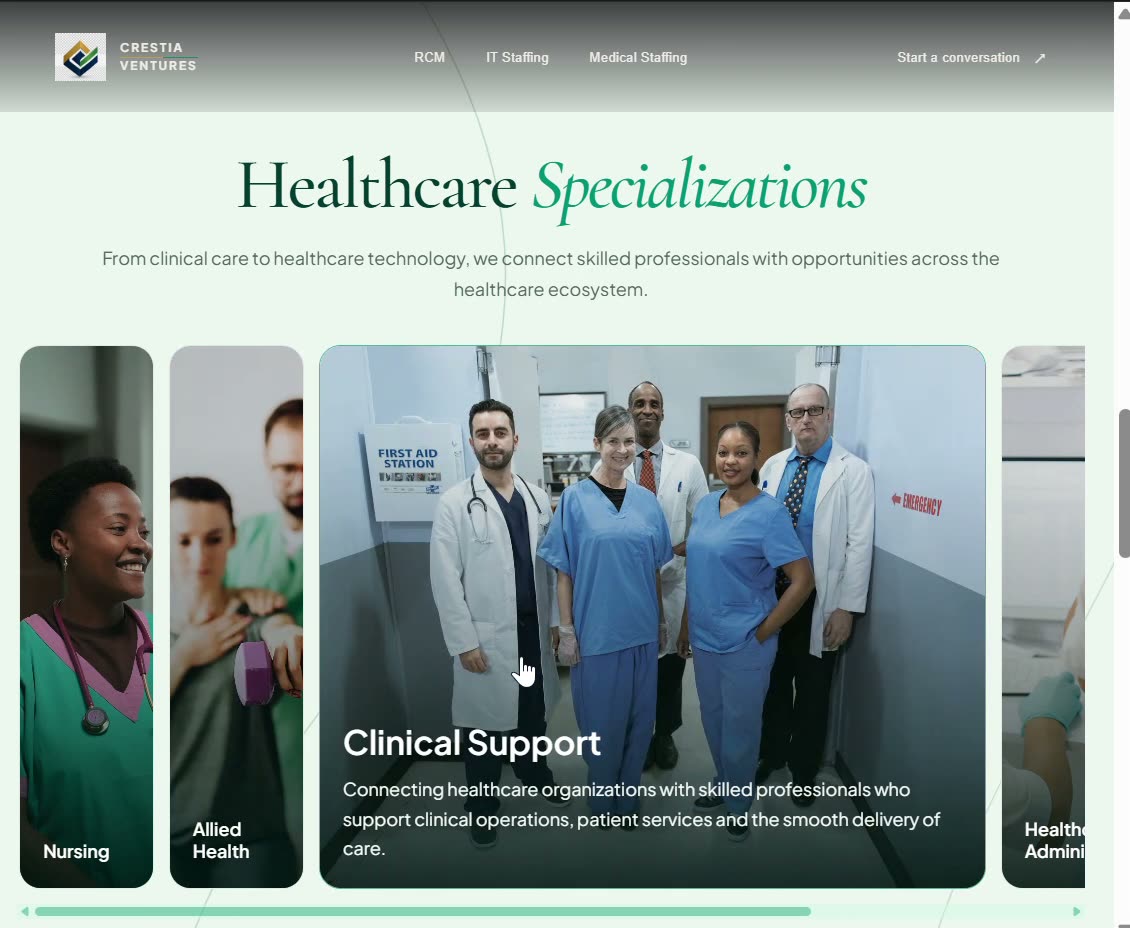 CRESTIA
VENTURES
RCM
IT Staffing
Medical Staffing
Start a conversation ↗
Healthcare Specializations
From clinical care to healthcare technology, we connect skilled professionals with opportunities across the
healthcare ecosystem.
FIRST AID
STATION
EMERGENCY
Clinical Support
Connecting healthcare organizations with skilled professionals who
support clinical operations, patient services and the smooth delivery of
care.
Nursing
Allied
Health
Healthc
Admini